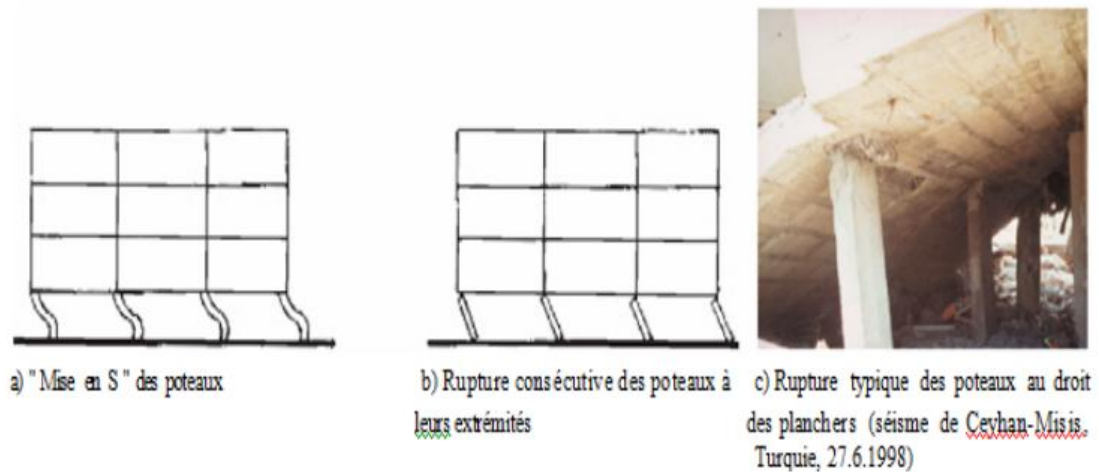 a) "Mise en S" des poteaux
b) Rupture consécutive des poteaux à
leurs extrémités
c) Rupture typique des poteaux au droit
des planchers (séisme de Ceyhan-Misis,
Turquie, 27.6.1998)